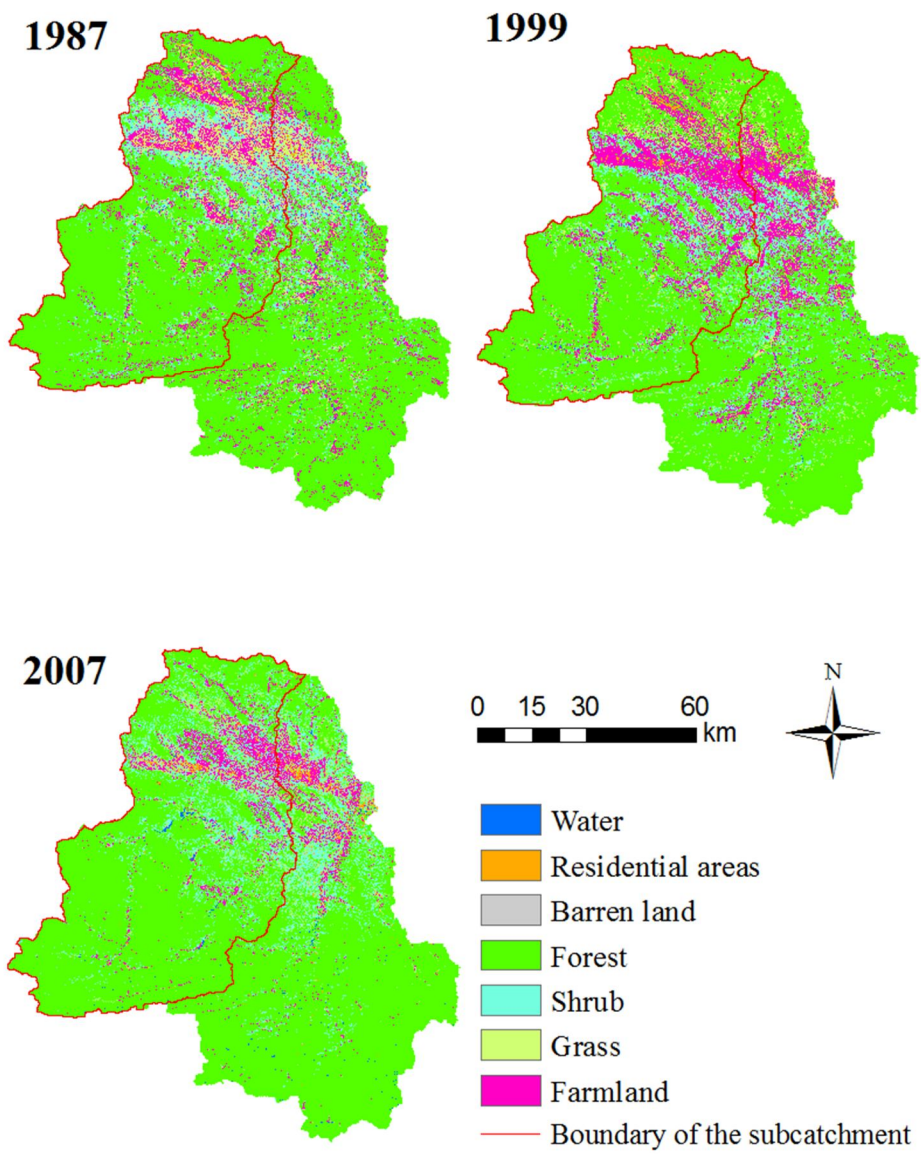 1987
1999
2007
N
0 15 30 60
km
Water
Residential areas
Barren land
Forest
Shrub
Grass
Farmland
Boundary of the subcatchment